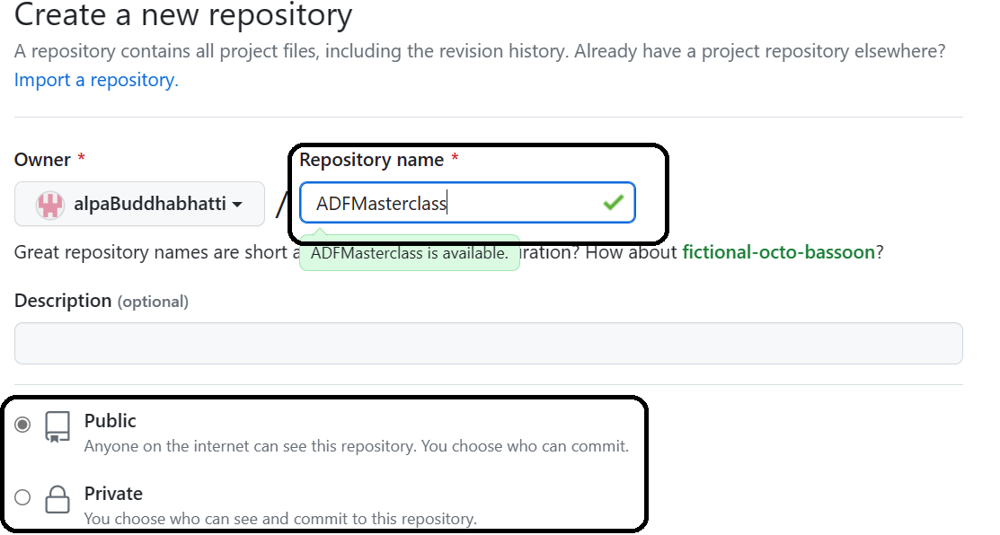 Create a new repository
A repository contains all project files, including the revision history. Already have a project repository elsewhere?
Import a repository.
Owner *
Repository name *
alpaBuddhabhatti
/
ADFMasterclass
Great repository names are short a
ADFMasterclass is available.
iration? How about fictional-octo-bassoon?
Description (optional)
Public
Anyone on the internet can see this repository. You choose who can commit.
Private
You choose who can see and commit to this repository.